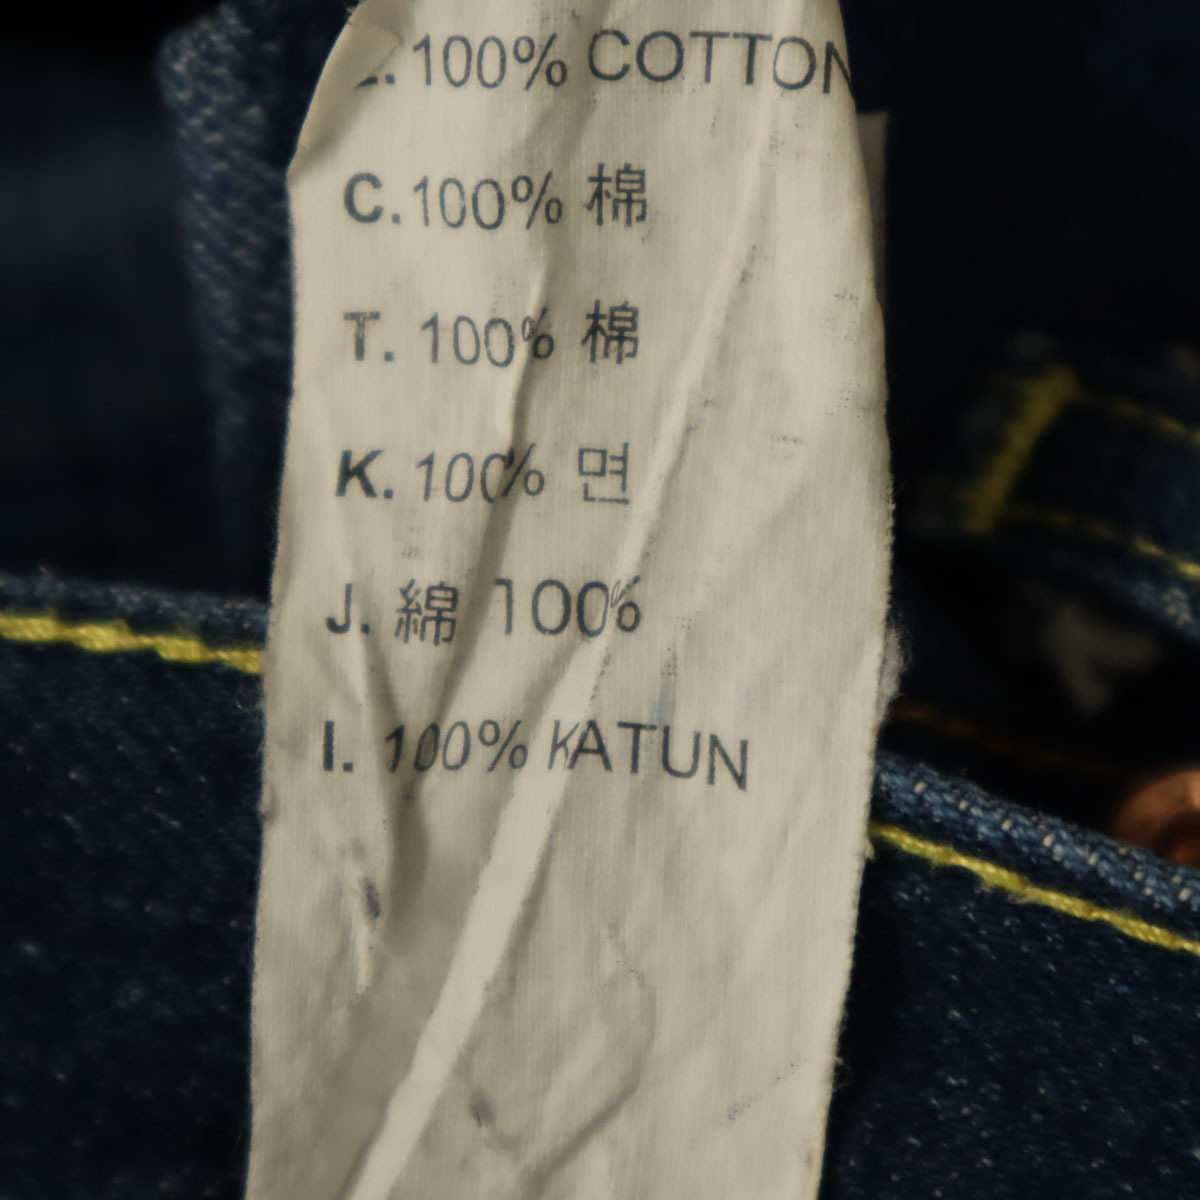 E. 100% COTTON
C. 100% 棉
T. 100% 棉
K. 100% 면
J. 綿 100%
I. 100% KATUN